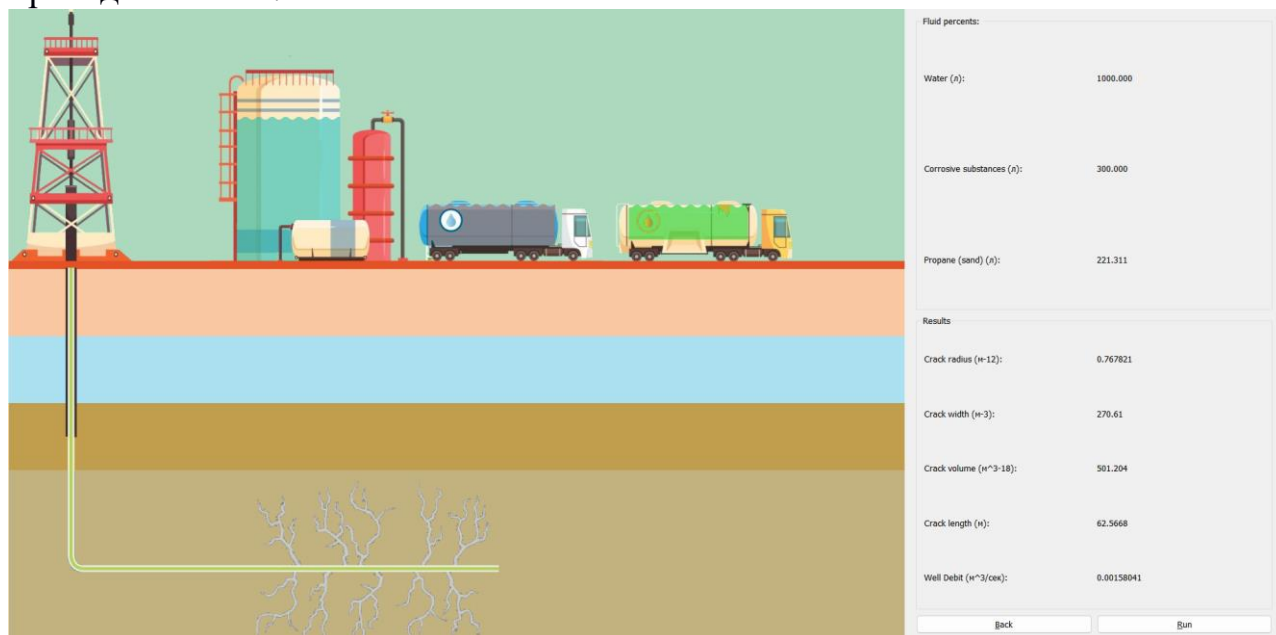 Fluid percents:
Water (л): 1000.000
Corrosive substances (л): 300.000
Propane (sand) (л): 221.311
Results
Crack radius (м-12): 0.767821
Crack width (м-3): 270.61
Crack volume (м^3-18): 501.204
Crack length (м): 62.5668
Well Debit (м^3/сек): 0.00158041
Back Run